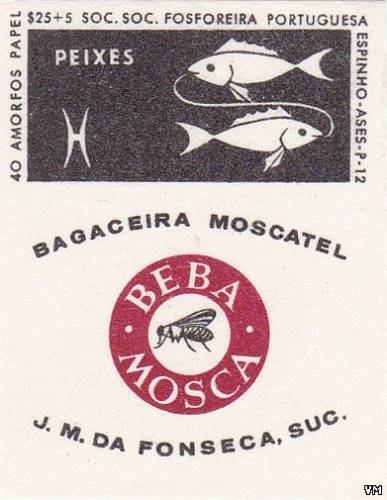 $25+5 SOC. SOC. FOSFOREIRA PORTUGUESA
40 AMORFOS PAPEL
ESPINHO-ASES-P-12
PEIXES
BAGACEIRA MOSCATEL
BEBA
MOSCA
J. M. DA FONSECA, SUC.
VM